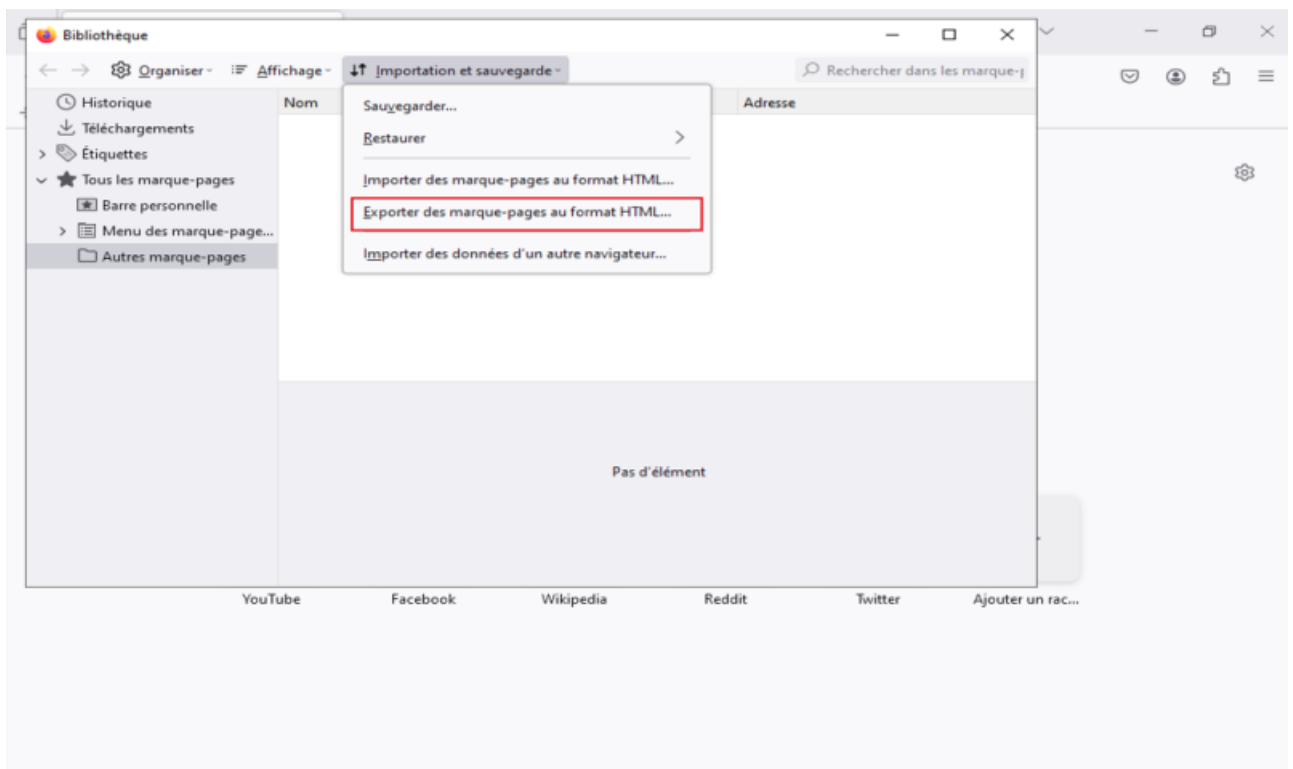 Bibliothèque
Organiser Affichage Importation et sauvegarde Rechercher dans les marque-p
Historique
Téléchargements
Étiquettes
Tous les marque-pages
Barre personnelle
Menu des marque-page...
Autres marque-pages
Nom Adresse
Sauvegarder...
Restaurer
Importer des marque-pages au format HTML...
Exporter des marque-pages au format HTML...
Importer des données d'un autre navigateur...
Pas d'élément
YouTube Facebook Wikipedia Reddit Twitter Ajouter un rac...